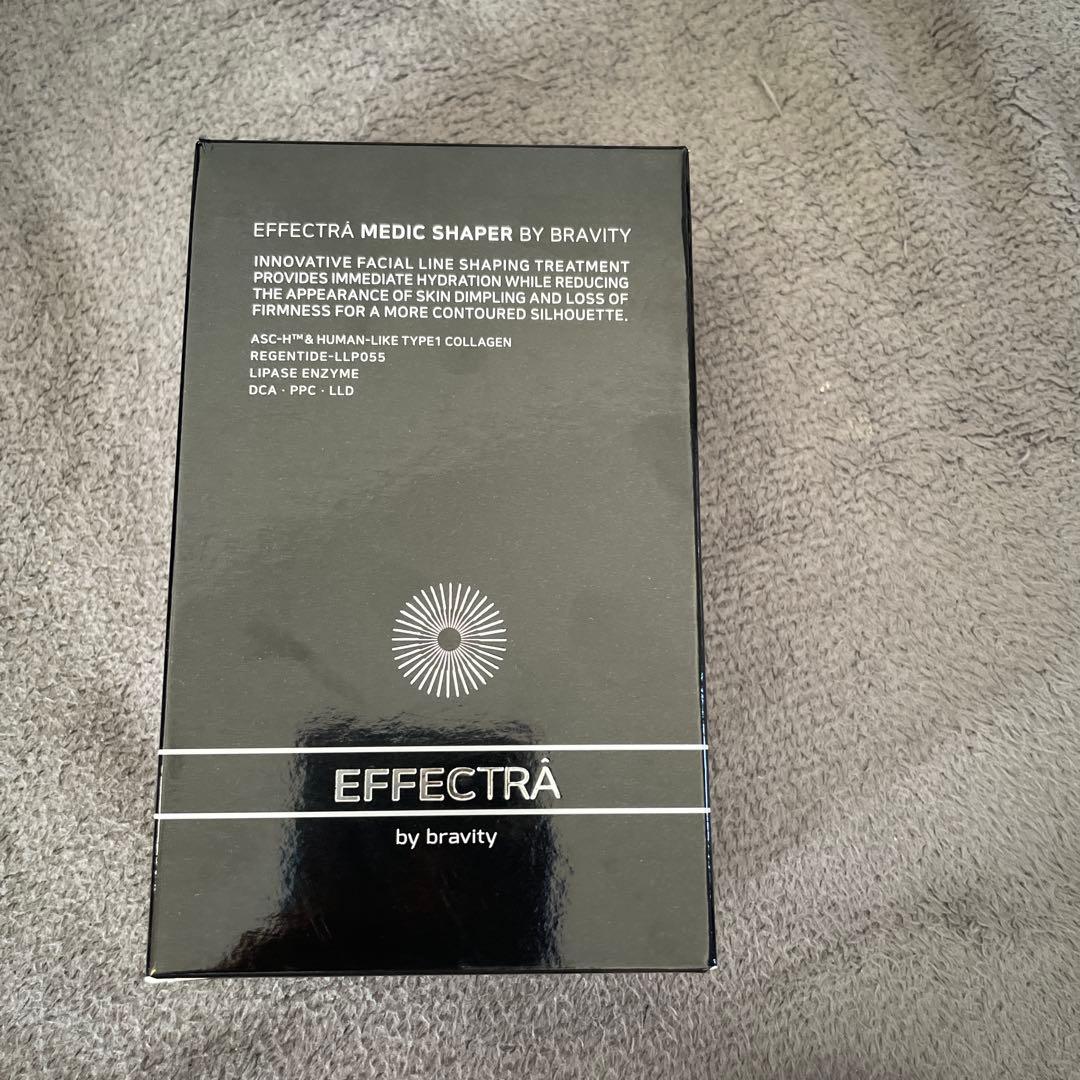 EFFECTRÅ MEDIC SHAPER BY BRAVITY
INNOVATIVE FACIAL LINE SHAPING TREATMENT
PROVIDES IMMEDIATE HYDRATION WHILE REDUCING
THE APPEARANCE OF SKIN DIMPLING AND LOSS OF
FIRMNESS FOR A MORE CONTOURED SILHOUETTE.
ASC-H™ & HUMAN-LIKE TYPE1 COLLAGEN
REGENTIDE-LLP055
LIPASE ENZYME
DCA · PPC · LLD
EFFECTRÅ
by bravity